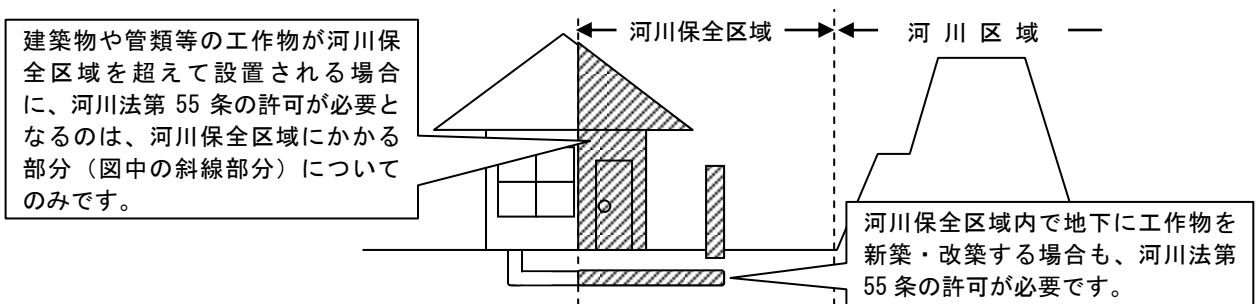 河川保全区域
河川区域
建築物や管類等の工作物が河川保
全区域を超えて設置される場合
に、河川法第 55 条の許可が必要と
なるのは、河川保全区域にかかる
部分（図中の斜線部分）について
のみです。
河川保全区域内で地下に工作物を
新築・改築する場合も、河川法第
55 条の許可が必要です。